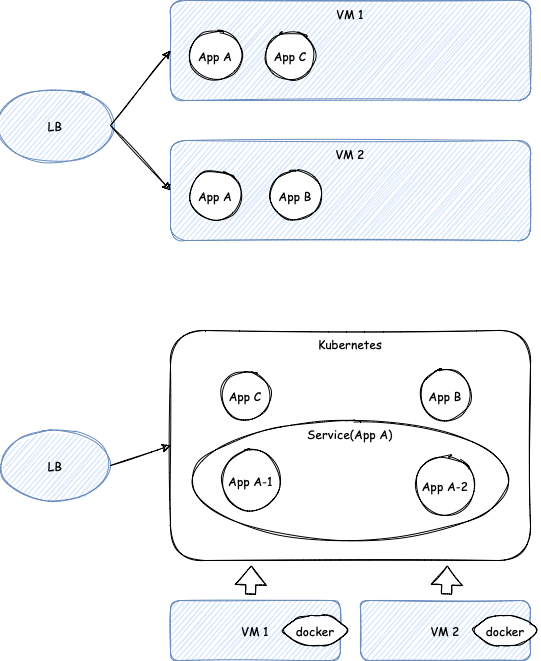 VM 1
App A
App C
LB
VM 2
App A
App B
Kubernetes
App C
App B
Service(App A)
LB
App A-1
App A-2
VM 1
docker
VM 2
docker